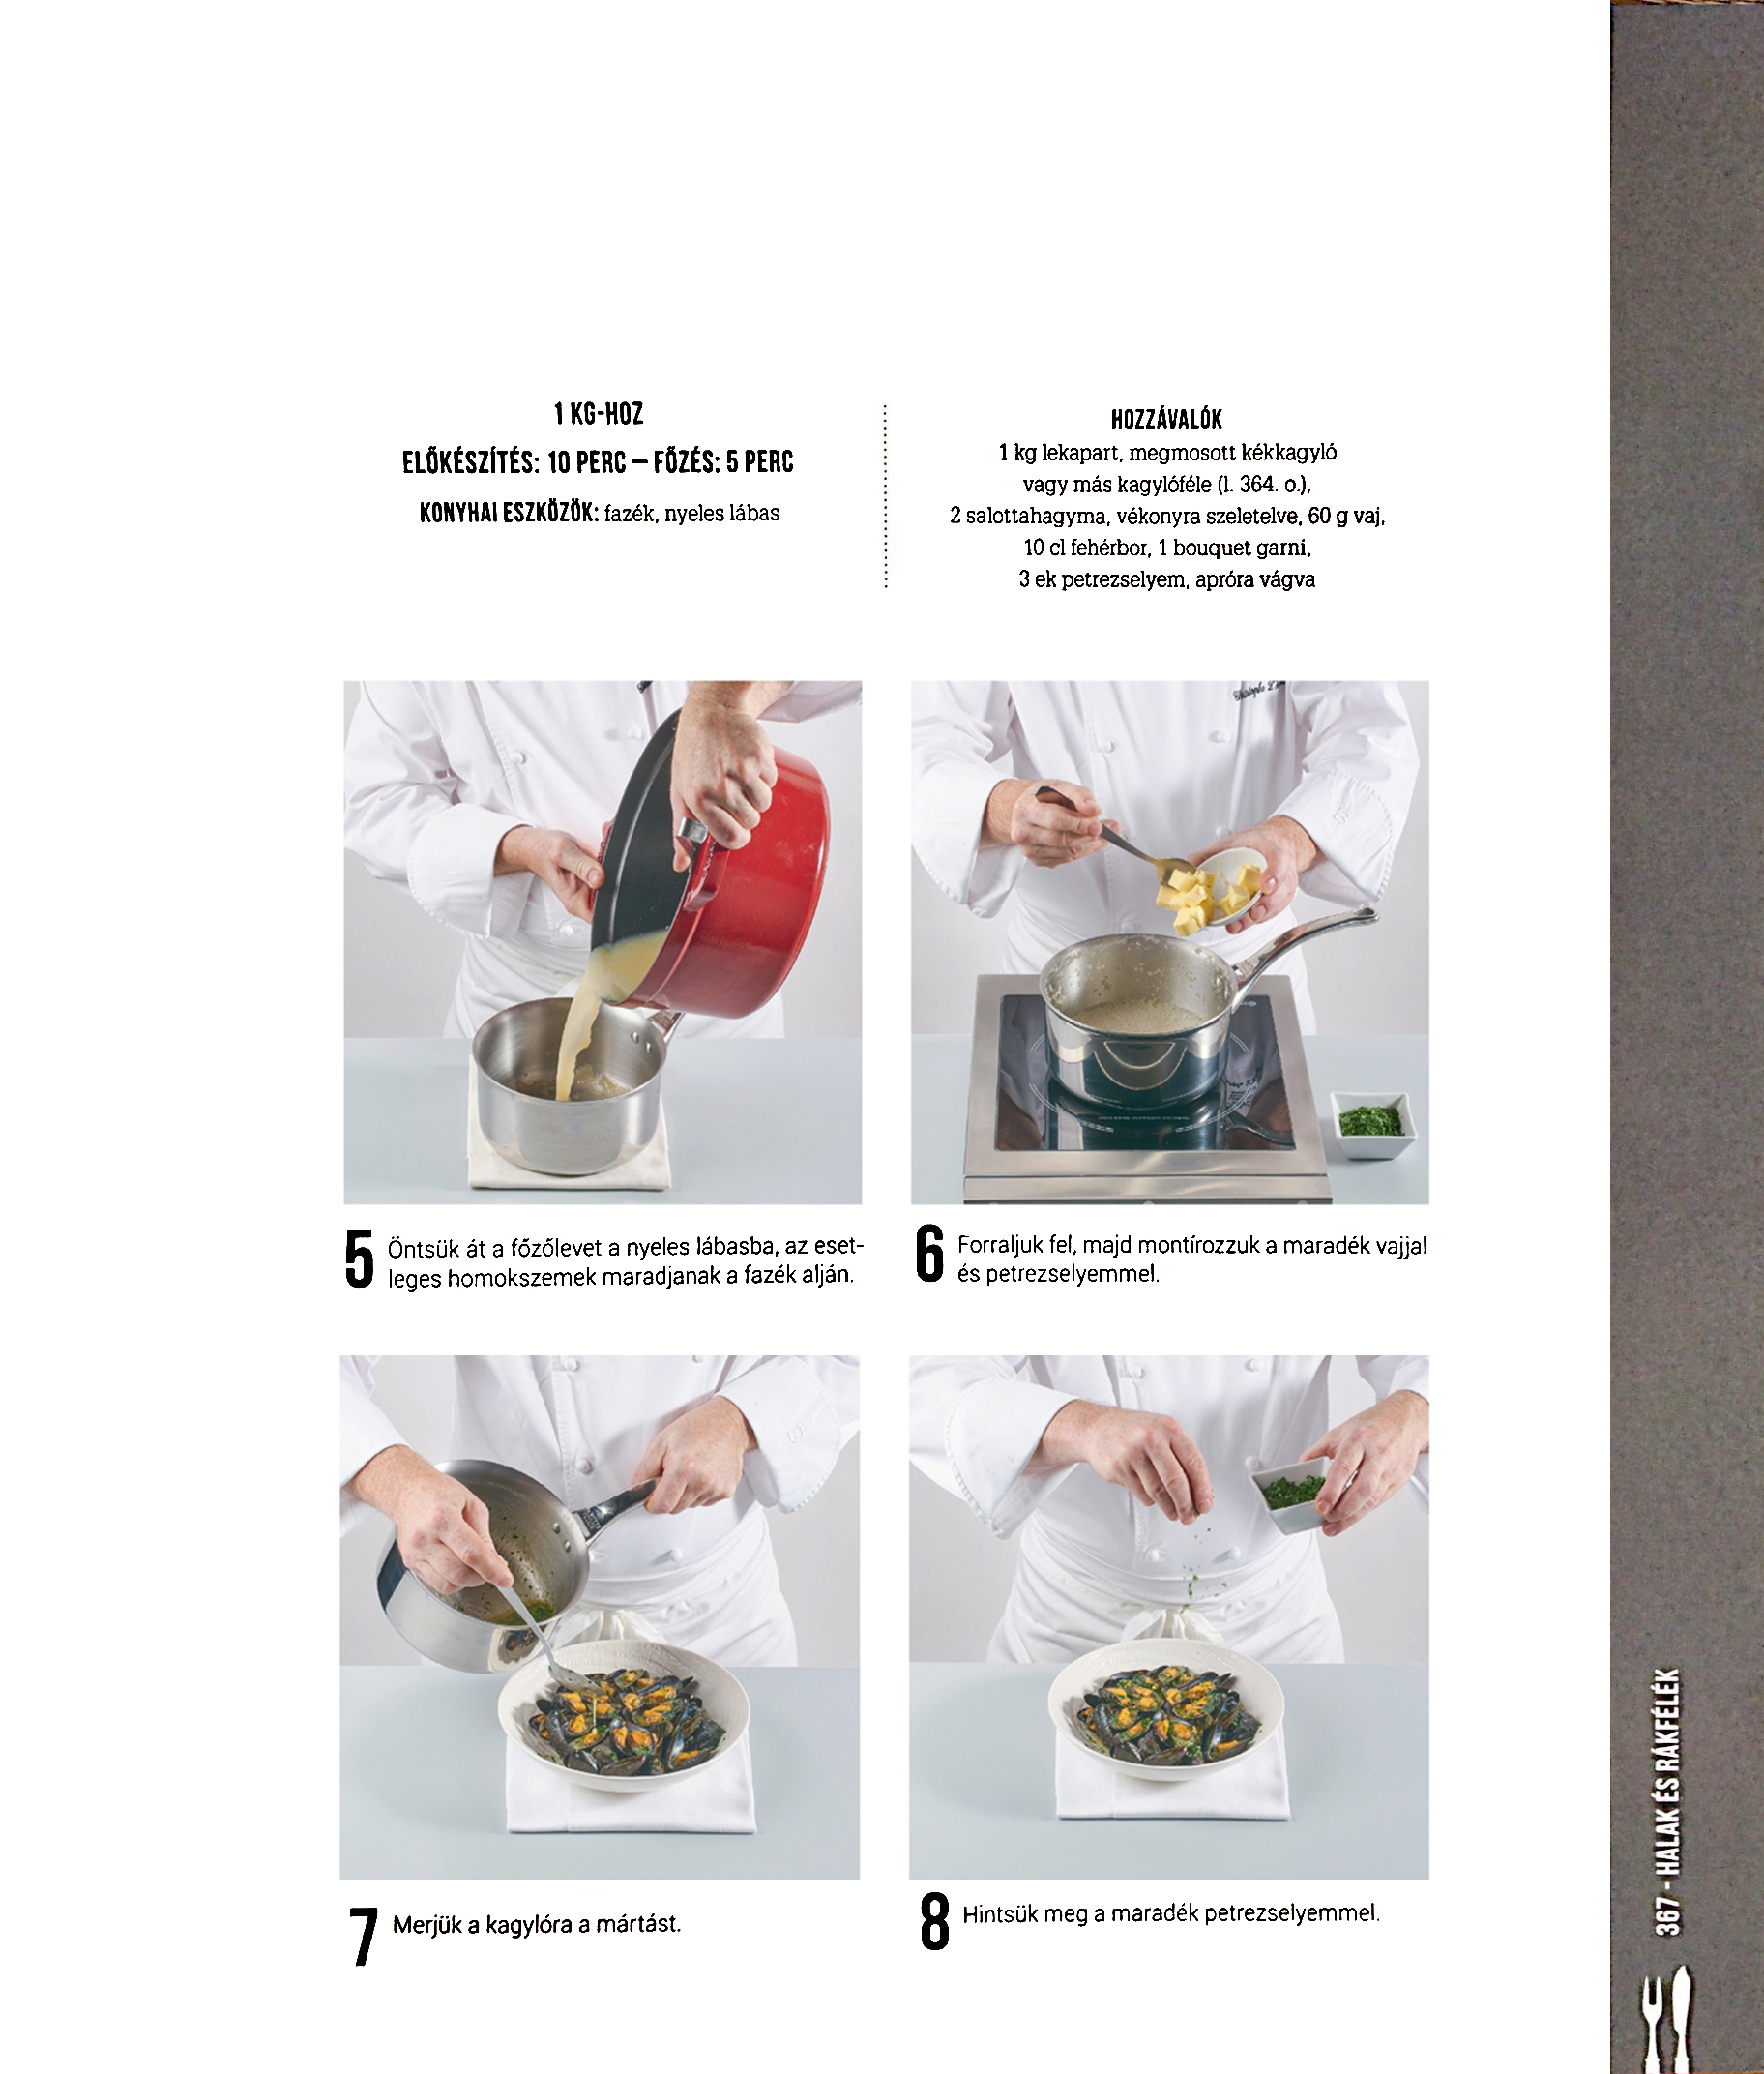 1 KG-HOZ
ELŐKÉSZÍTÉS: 10 PERC – FŐZÉS: 5 PERC
KONYHAI ESZKÖZÖK: fazék, nyeles lábas
HOZZÁVALÓK
1 kg lekapart, megmosott kékkagyló
vagy más kagylóféle (l. 364. o.),
2 salottahagyma, vékonyra szeletelve, 60 g vaj,
10 cl fehérbor, 1 bouquet garni,
3 ek petrezselyem, apróra vágva
5 Öntsük át a főzőlevet a nyeles lábasba, az eset-
leges homokszemek maradjanak a fazék alján.
6 Forraljuk fel, majd montírozzuk a maradék vajjal
és petrezselyemmel.
7 Merjük a kagylóra a mártást.
8 Hintsük meg a maradék petrezselyemmel.
367 - HALAK ÉS RÁKFÉLÉK